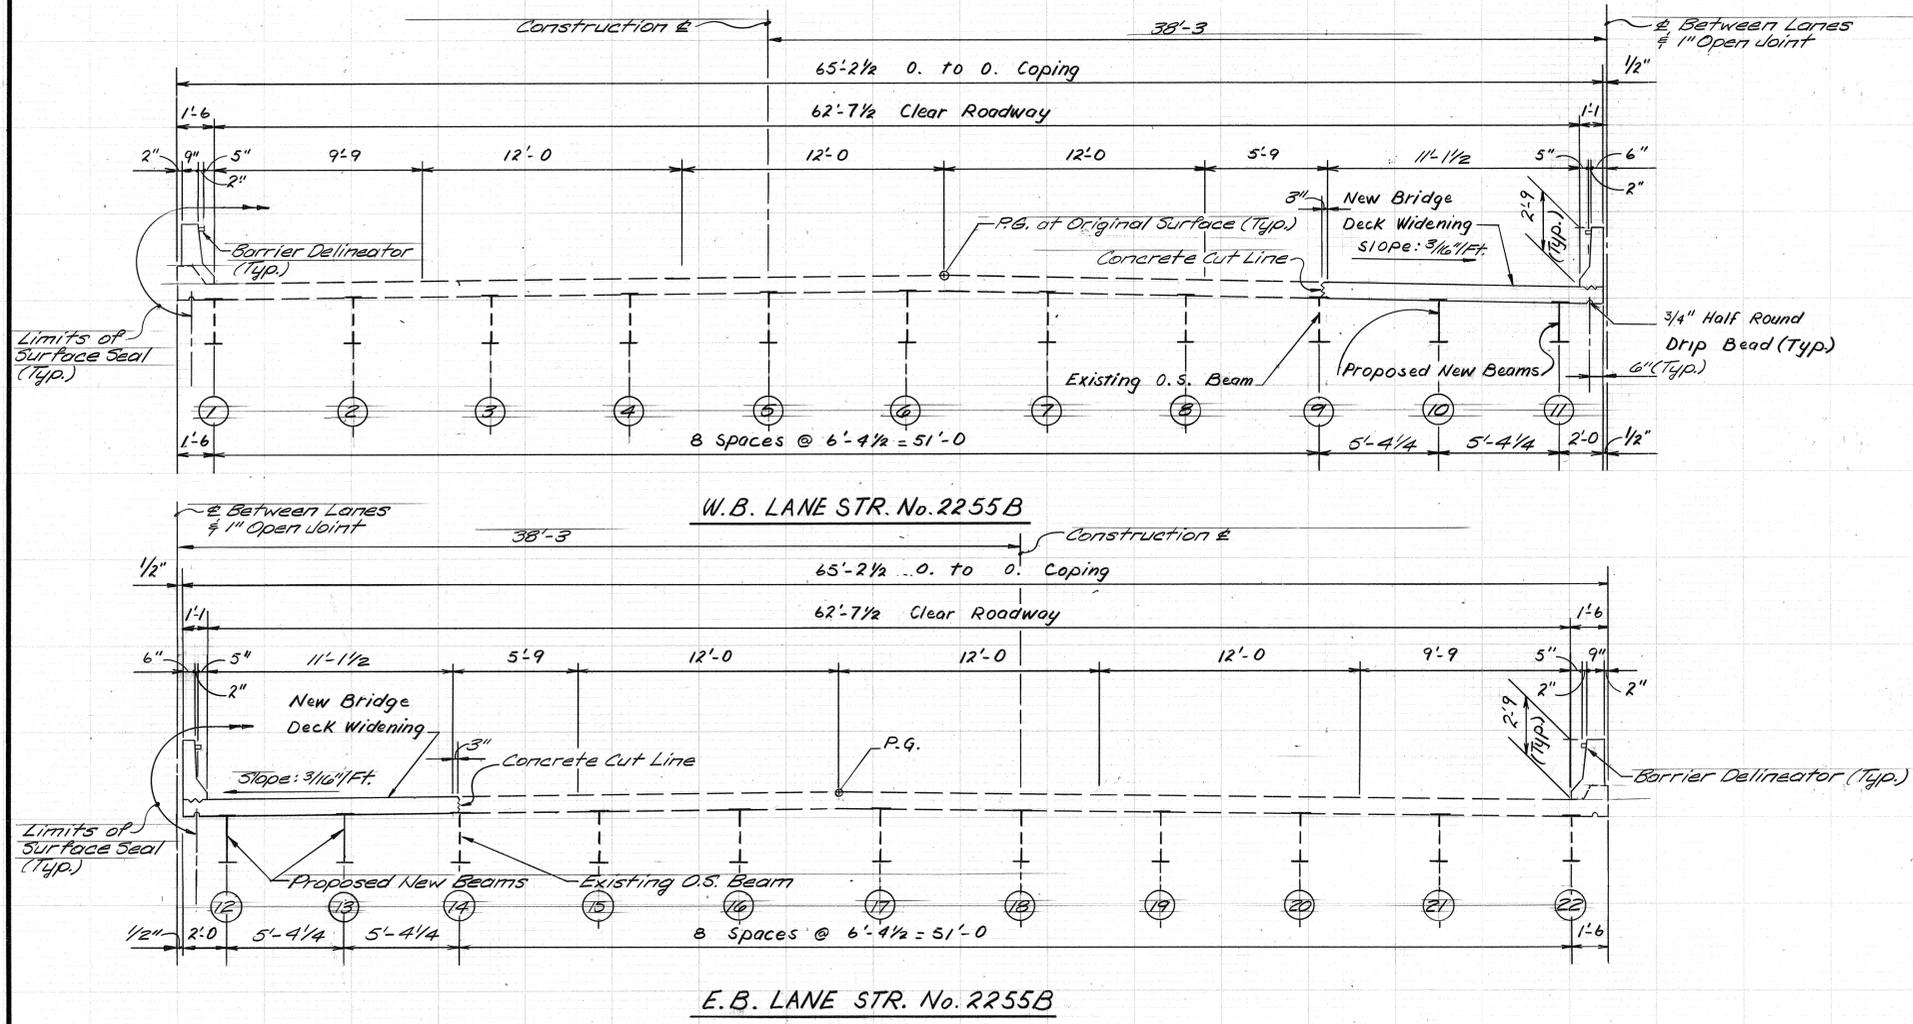 Construction ℄
38'-3
℄ Between Lanes
& 1" Open Joint
65'-2½ O. to O. Coping
½"
1'-6
62'-7½ Clear Roadway
1'-1
2"
9"
5"
2"
9'-9
12'-0
12'-0
12'-0
5'-9
11'-1½
5"
6"
2"
3"
New Bridge
Deck Widening
Slope: 3/16"/Ft.
2'-9
(Typ.)
P.G. at Original Surface (Typ.)
Barrier Delineator
(Typ.)
Concrete Cut Line
Limits of
Surface Seal
(Typ.)
3/4" Half Round
Drip Bead (Typ.)
6" (Typ.)
Existing O.S. Beam
Proposed New Beams
1 2 3 4 5 6 7 8 9 10 11
1'-6
8 Spaces @ 6'-4½ = 51'-0
5'-4¼
5'-4¼
2'-0
½"
W.B. LANE STR. No. 2255B
℄ Between Lanes
& 1" Open Joint
38'-3
Construction ℄
½"
65'-2½ O. to O. Coping
1'-1
62'-7½ Clear Roadway
1'-6
6"
5"
2"
11'-1½
5'-9
12'-0
12'-0
12'-0
9'-9
5"
9"
2"
2"
New Bridge
Deck Widening
2'-9
(Typ.)
3"
P.G.
Concrete Cut Line
Slope: 3/16"/Ft.
Barrier Delineator (Typ.)
Limits of
Surface Seal
(Typ.)
Proposed New Beams
Existing O.S. Beam
12 13 14 15 16 17 18 19 20 21 22
½"
2'-0
5'-4¼
5'-4¼
8 Spaces @ 6'-4½ = 51'-0
1'-6
E.B. LANE STR. No. 2255B